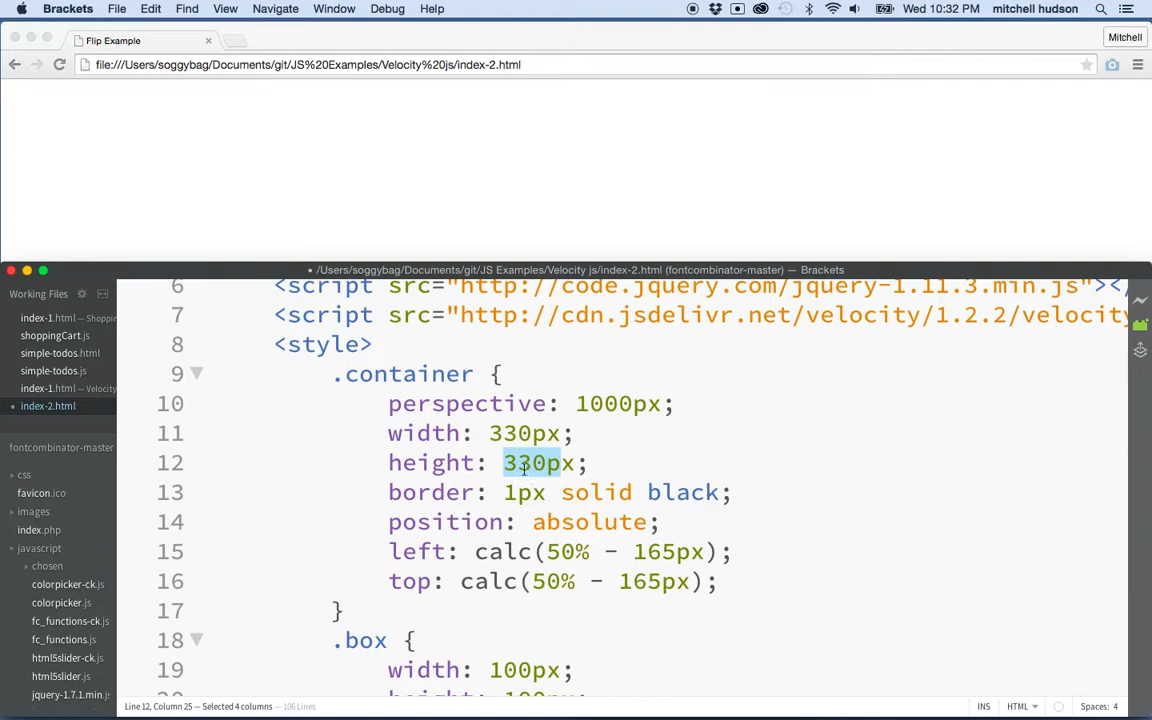 Brackets File Edit Find View Navigate Window Debug Help Wed 10:32 PM mitchell hudson
Flip Example
Mitchell
file:///Users/soggybag/Documents/git/JS%20Examples/Velocity%20js/index-2.html
• /Users/soggybag/Documents/git/JS Examples/Velocity js/index-2.html (fontcombinator-master) — Brackets
Working Files
index-1.html — Shoppin
shoppingCart.js
simple-todos.html
simple-todos.js
index-1.html — Velocity
• index-2.html
fontcombinator-master
css
favicon.ico
images
index.php
javascript
chosen
colorpicker-ck.js
colorpicker.js
fc_functions-ck.js
fc_functions.js
html5slider-ck.js
html5slider.js
jquery-1.7.1.min.js
6 <script src="http://code.jquery.com/jquery-1.11.3.min.js"></
7 <script src="http://cdn.jsdelivr.net/velocity/1.2.2/velocity
8 <style>
9 .container {
10 perspective: 1000px;
11 width: 330px;
12 height: 330px;
13 border: 1px solid black;
14 position: absolute;
15 left: calc(50% - 165px);
16 top: calc(50% - 165px);
17 }
18 .box {
19 width: 100px;
20 height: 100px;
Line 12, Column 25 — Selected 4 columns — 106 Lines
INS HTML Spaces: 4